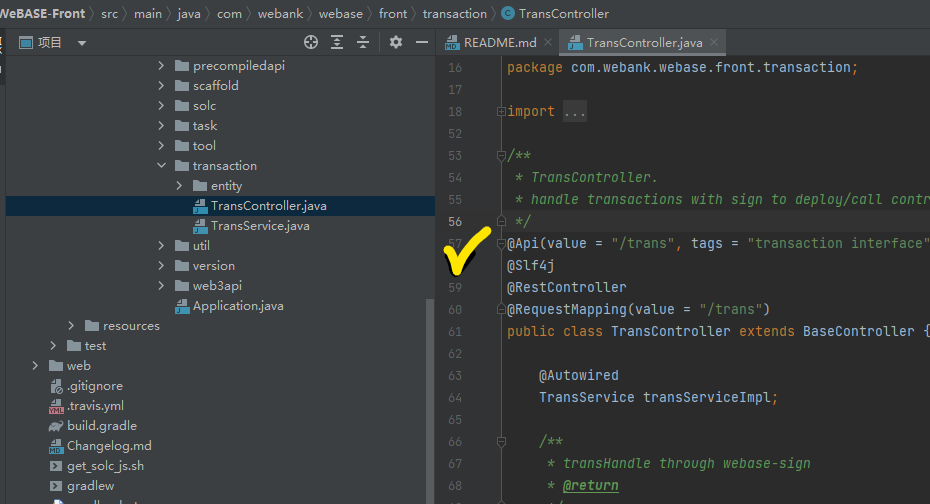 WeBASE-Front > src > main > java > com > webank > webase > front > transaction > TransController
项目
README.md
TransController.java
precompiledapi
scaffold
solc
task
tool
transaction
entity
TransController.java
TransService.java
util
version
web3api
Application.java
resources
test
web
.gitignore
.travis.yml
build.gradle
Changelog.md
get_solc_js.sh
gradlew
16 package com.webank.webase.front.transaction;
17
18 import ...
52
53 /**
54 * TransController.
55 * handle transactions with sign to deploy/call contr
56 */
57 @Api(value = "/trans", tags = "transaction interface"
@Slf4j
59 @RestController
60 @RequestMapping(value = "/trans")
61 public class TransController extends BaseController {
62
63 @Autowired
64 TransService transServiceImpl;
65
66 /**
67 * transHandle through webase-sign
68 * @return